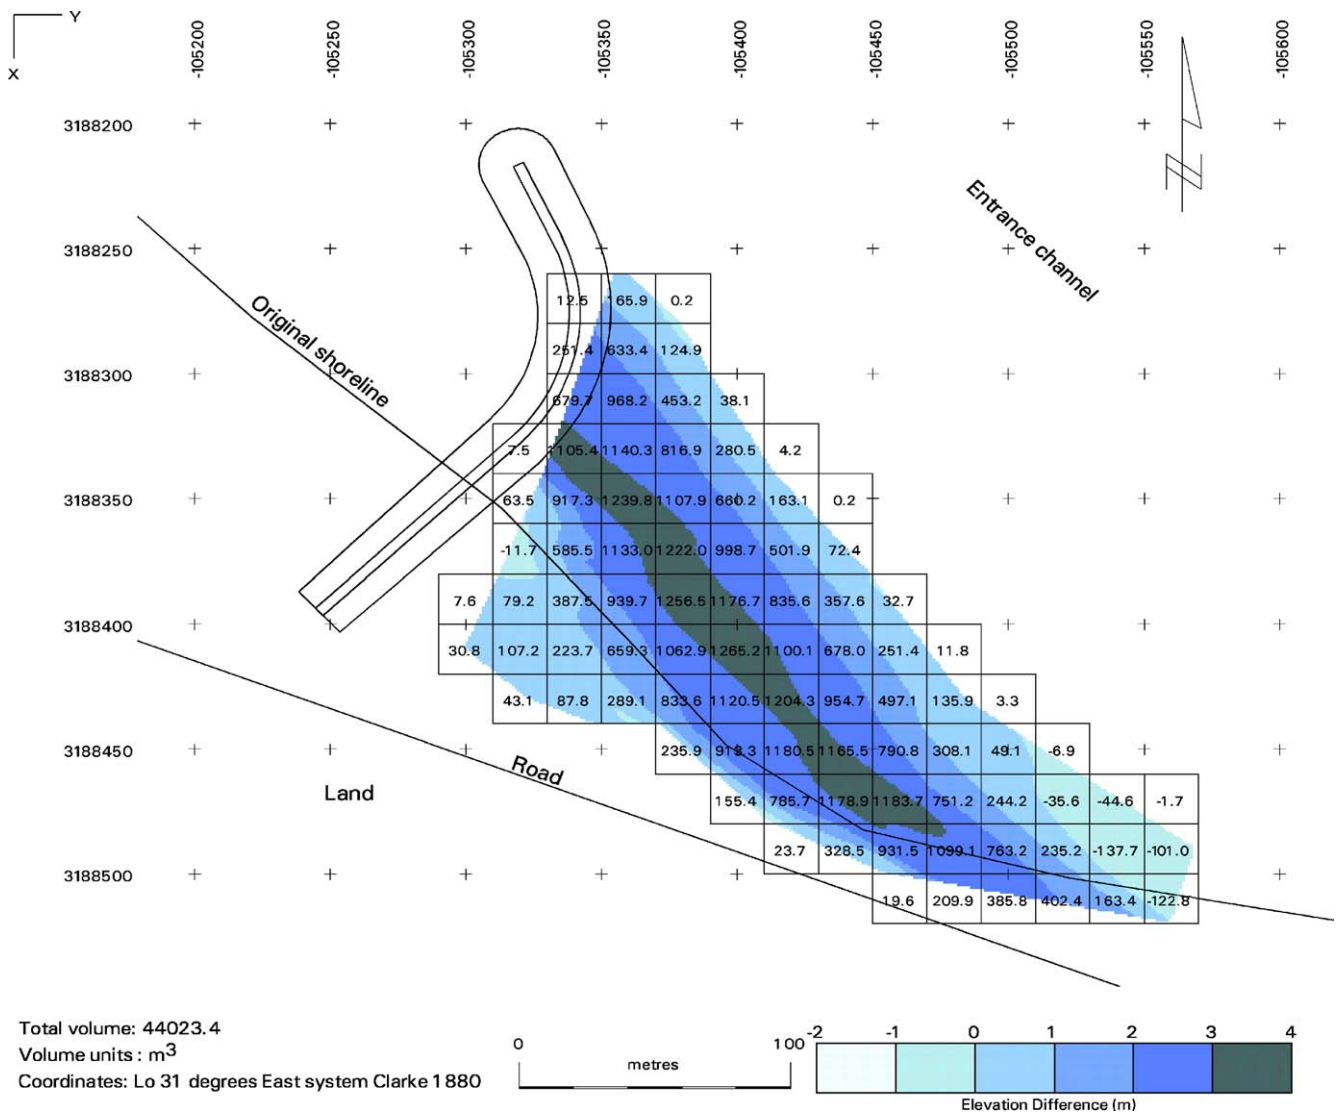 Y
X
-105200 -105250 -105300 -105350 -105400 -105450 -105500 -105550 -105600
3188200
Entrance channel
3188250
Original shoreline
12.5 165.9 0.2
251.4 633.4 124.9
3188300
679.7 968.2 453.2 38.1
7.5 1105.4 1140.3 816.9 280.5 4.2
3188350
63.5 917.3 1239.8 1107.9 660.2 163.1 0.2
-11.7 585.5 1133.0 1222.0 998.7 501.9 72.4
7.6 79.2 387.5 939.7 1256.5 1176.7 835.6 357.6 32.7
3188400
30.8 107.2 223.7 659.3 1062.9 1265.2 1100.1 678.0 251.4 11.8
43.1 87.8 289.1 833.6 1120.5 1204.3 954.7 497.1 135.9 3.3
3188450
235.9 913.3 1180.5 1165.5 790.8 308.1 49.1 -6.9
Road
Land
155.4 785.7 1178.9 1183.7 751.2 244.2 -35.6 -44.6 -1.7
23.7 328.5 931.5 1099.1 763.2 235.2 -137.7 -101.0
3188500
19.6 209.9 385.8 402.4 163.4 -122.8
N
Total volume: 44023.4
Volume units : m³
Coordinates: Lo 31 degrees East system Clarke 1880
0 100
metres
-2 -1 0 1 2 3 4
Elevation Difference (m)